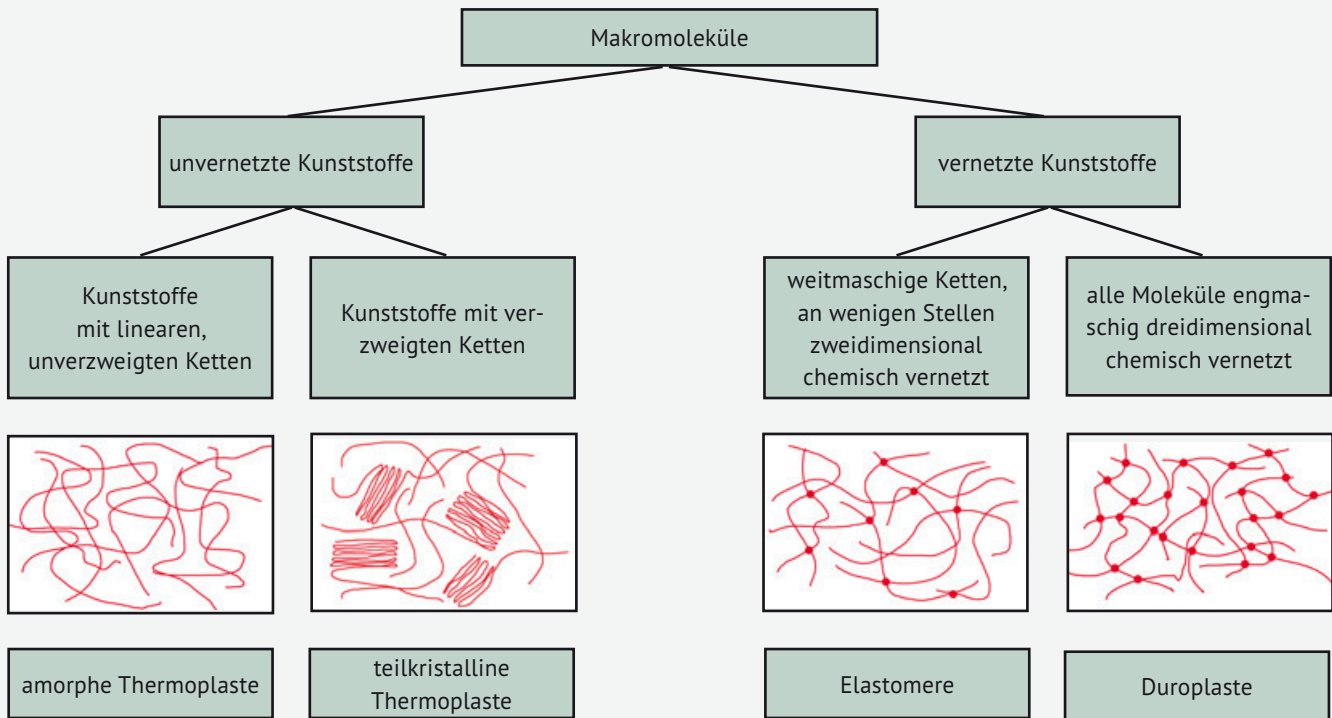 Makromoleküle
unvernetzte Kunststoffe
vernetzte Kunststoffe
Kunststoffe
mit linearen,
unverzweigten Ketten
Kunststoffe mit ver-
zweigten Ketten
weitmaschige Ketten,
an wenigen Stellen
zweidimensional
chemisch vernetzt
alle Moleküle engma-
schig dreidimensional
chemisch vernetzt
amorphe Thermoplaste
teilkristalline
Thermoplaste
Elastomere
Duroplaste